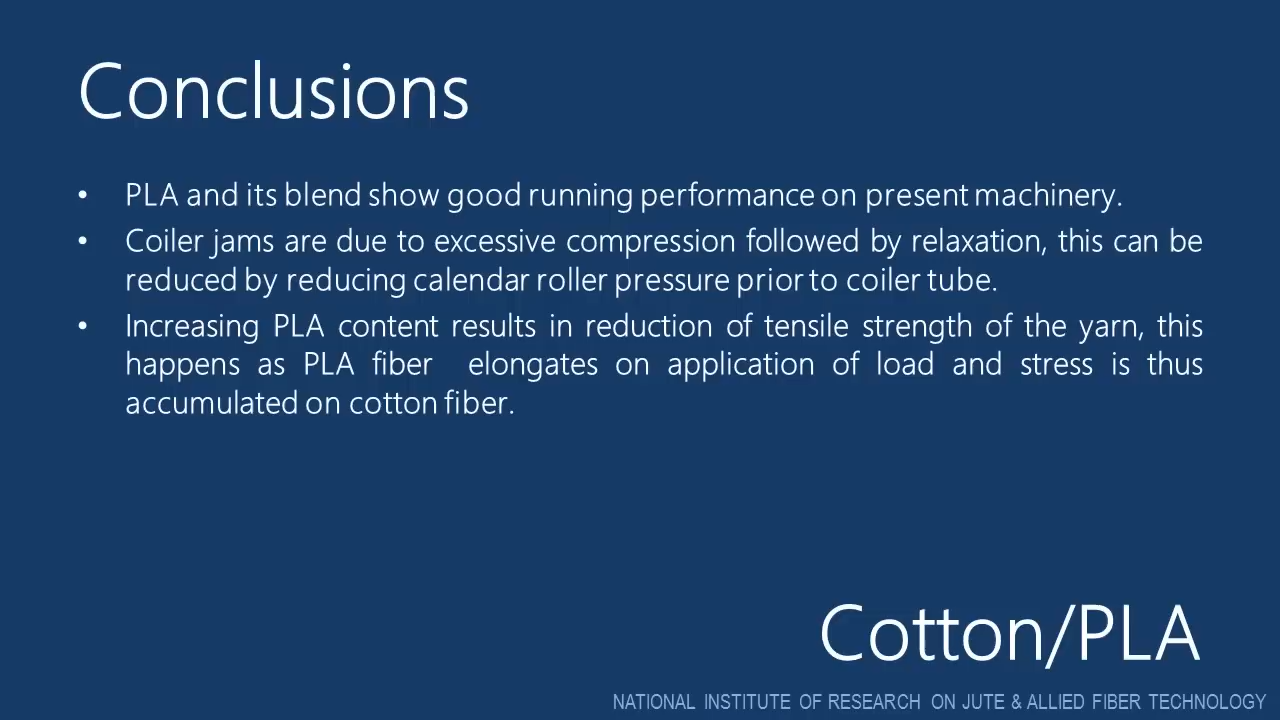 Conclusions
• PLA and its blend show good running performance on present machinery.
• Coiler jams are due to excessive compression followed by relaxation, this can be
reduced by reducing calendar roller pressure prior to coiler tube.
• Increasing PLA content results in reduction of tensile strength of the yarn, this
happens as PLA fiber elongates on application of load and stress is thus
accumulated on cotton fiber.
Cotton/PLA
NATIONAL INSTITUTE OF RESEARCH ON JUTE & ALLIED FIBER TECHNOLOGY